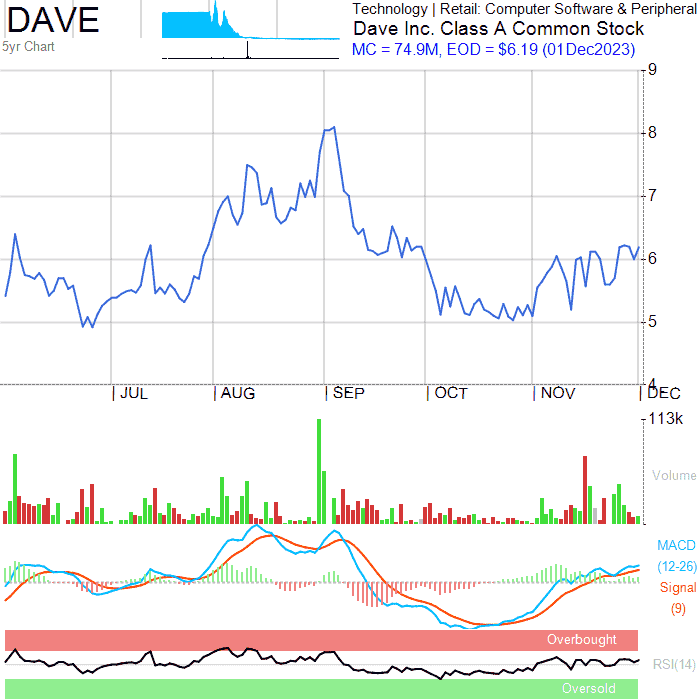 DAVE
5yr Chart
Technology | Retail: Computer Software & Peripheral
Dave Inc. Class A Common Stock
MC = 74.9M, EOD = $6.19 (01Dec2023)
9
8
7
6
5
4
JUL
AUG
SEP
OCT
NOV
DEC
113k
Volume
MACD
(12-26)
Signal
(9)
Overbought
RSI(14)
Oversold